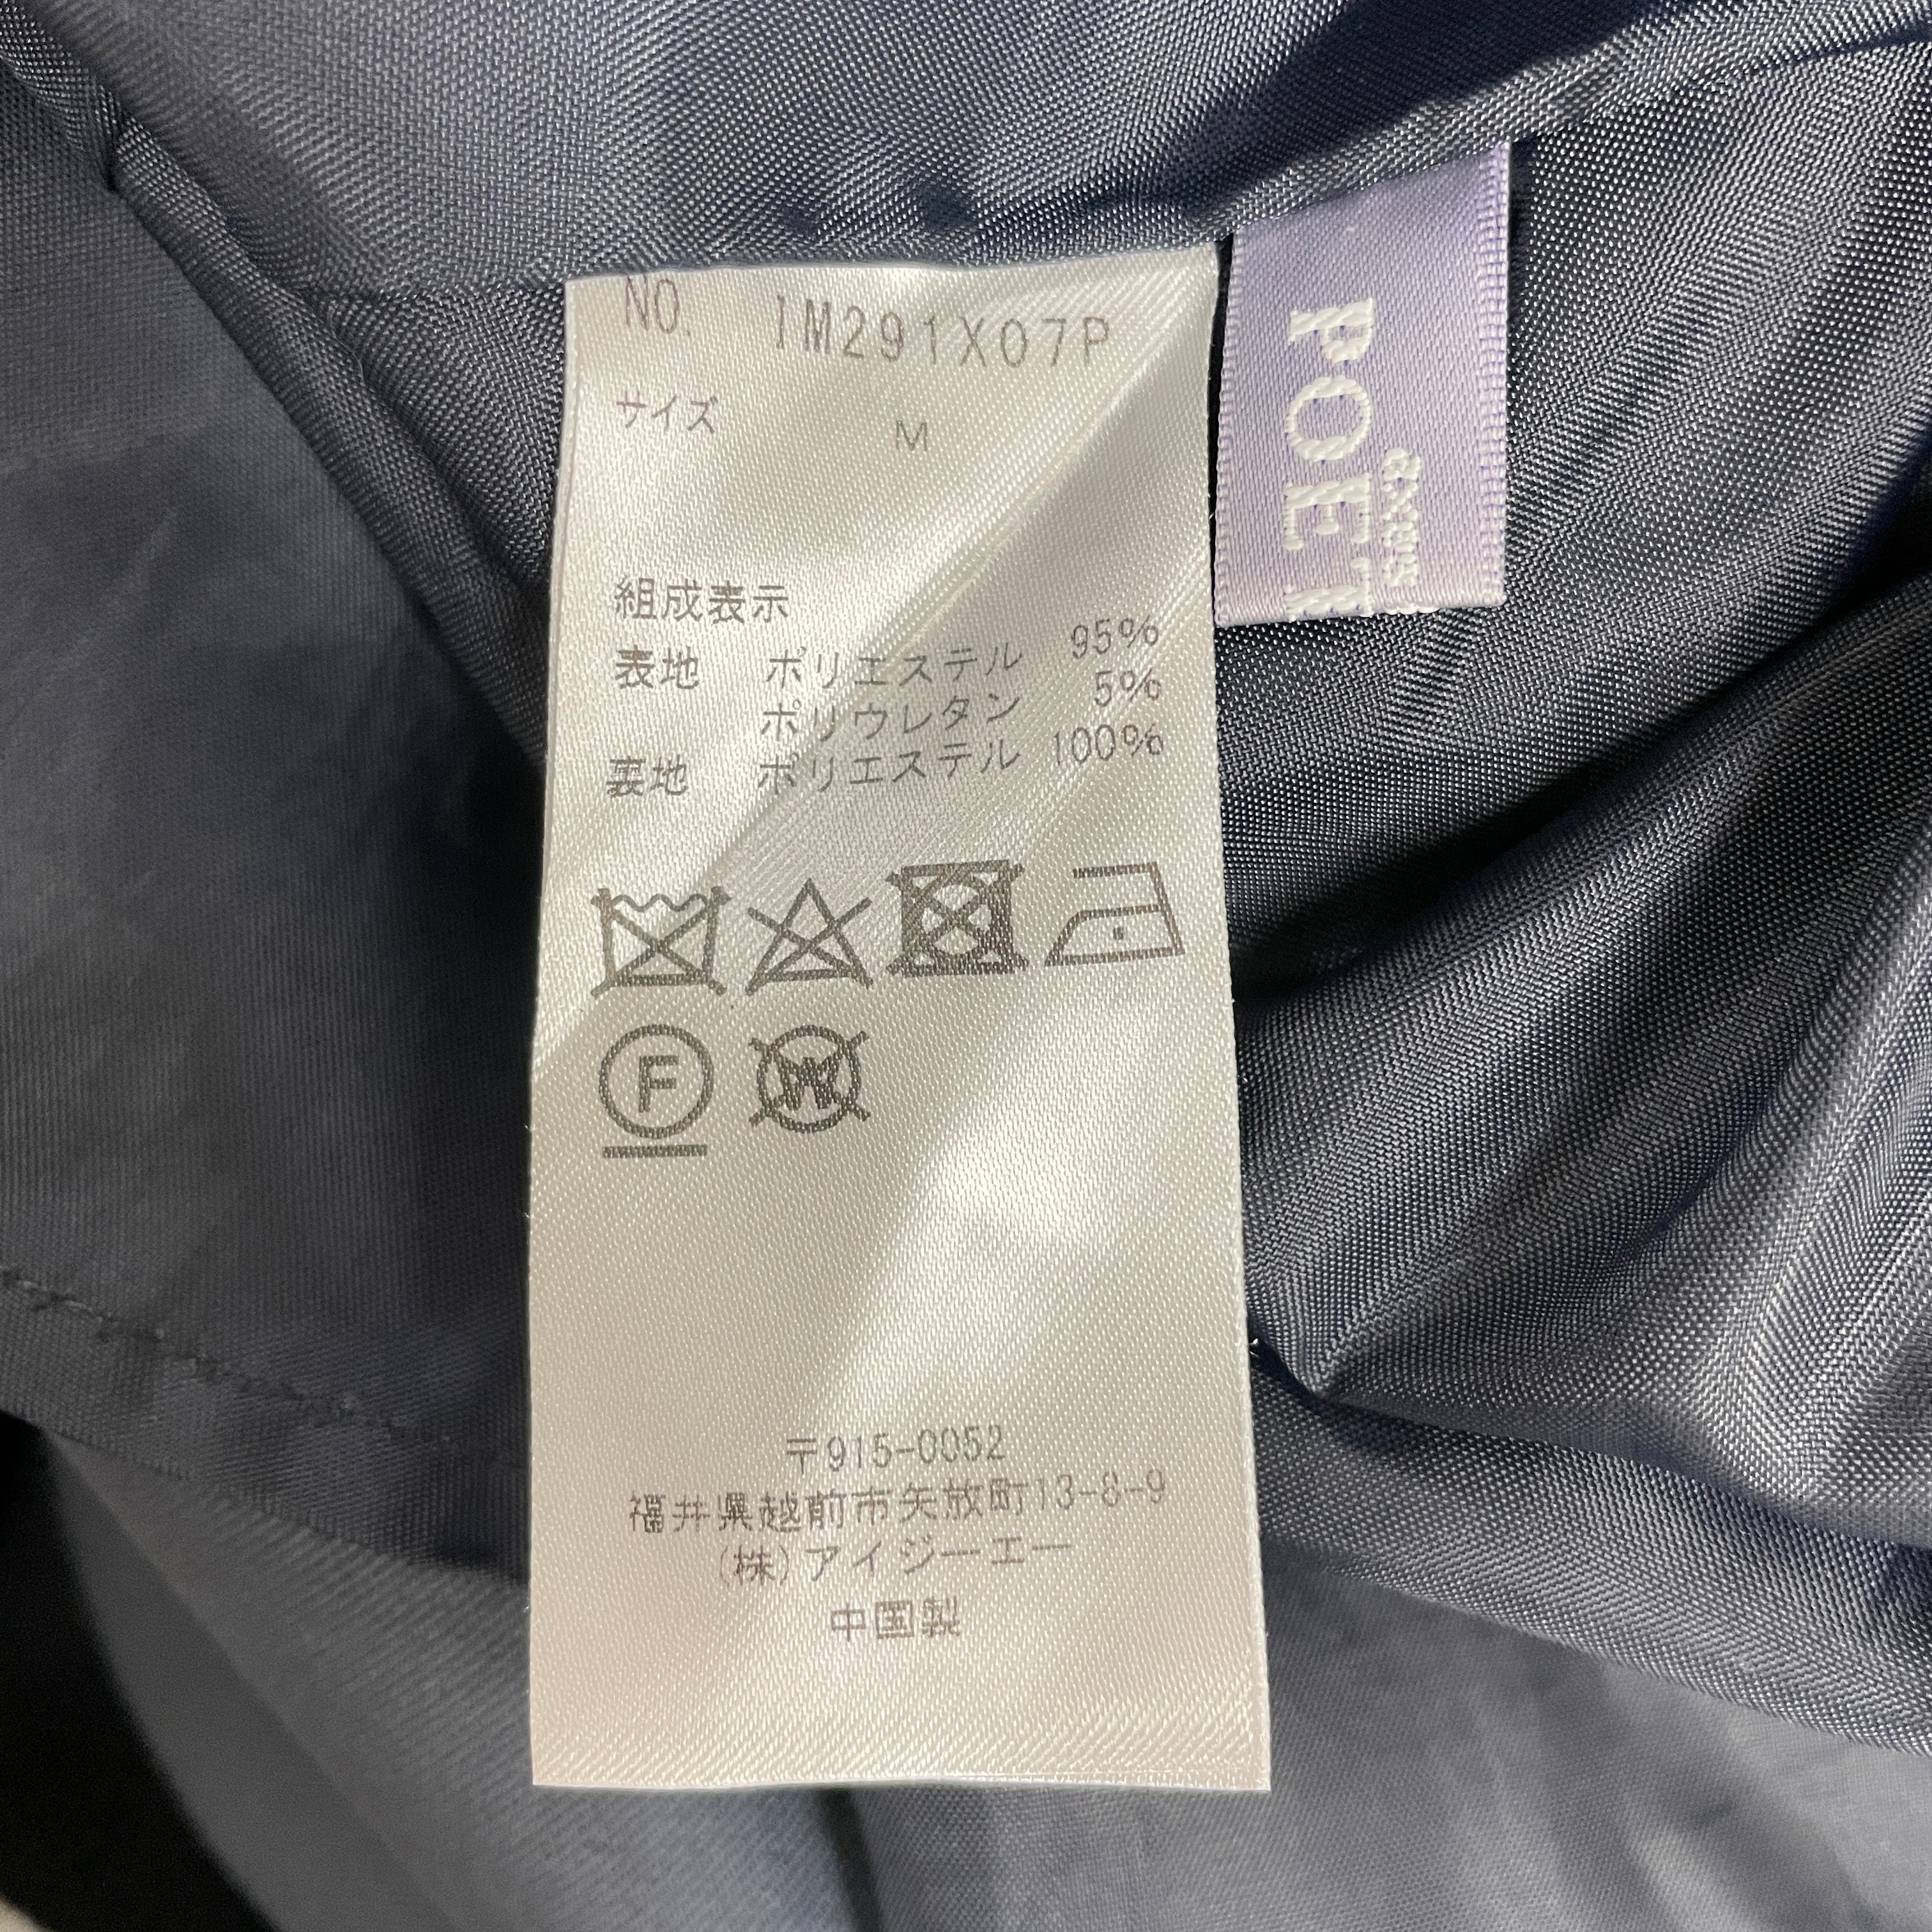 NO. IM291X07P
サイズ M
組成表示
表地 ポリエステル 95%
ポリウレタン 5%
裏地 ポリエステル 100%
F W
〒915-0052
福井県越前市矢放町13-8-9
(株)アイジーエー
中国製
POET